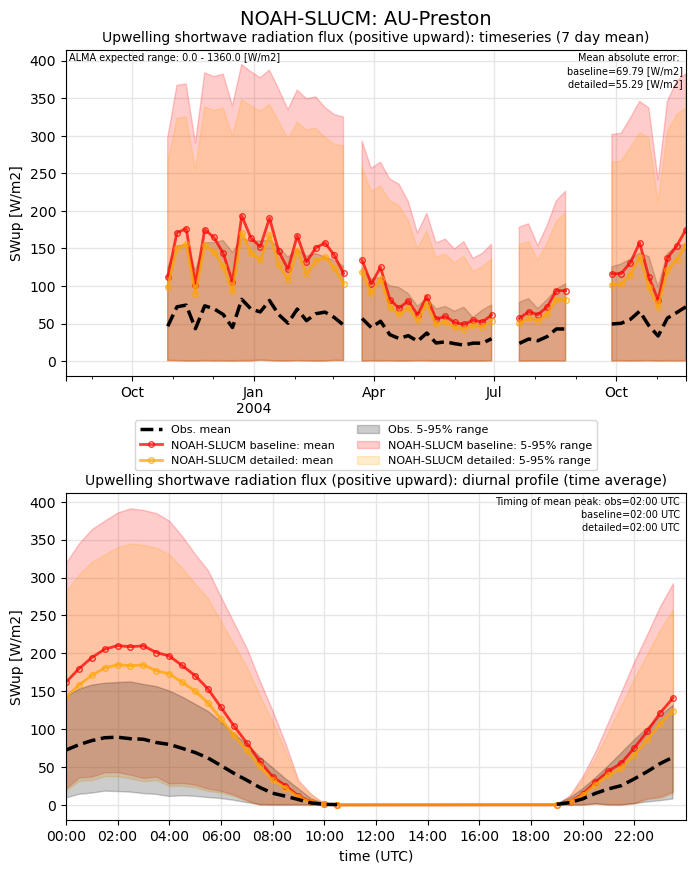 NOAH-SLUCM: AU-Preston
Upwelling shortwave radiation flux (positive upward): timeseries (7 day mean)
ALMA expected range: 0.0 - 1360.0 [W/m2]
Mean absolute error:
baseline=69.79 [W/m2]
detailed=55.29 [W/m2]
SWup [W/m2]
400
350
300
250
200
150
100
50
0
Oct
Jan
2004
Apr
Jul
Oct
Obs. mean
NOAH-SLUCM baseline: mean
NOAH-SLUCM detailed: mean
Obs. 5-95% range
NOAH-SLUCM baseline: 5-95% range
NOAH-SLUCM detailed: 5-95% range
Upwelling shortwave radiation flux (positive upward): diurnal profile (time average)
Timing of mean peak: obs=02:00 UTC
baseline=02:00 UTC
detailed=02:00 UTC
SWup [W/m2]
400
350
300
250
200
150
100
50
0
00:00
02:00
04:00
06:00
08:00
10:00
12:00
14:00
16:00
18:00
20:00
22:00
time (UTC)